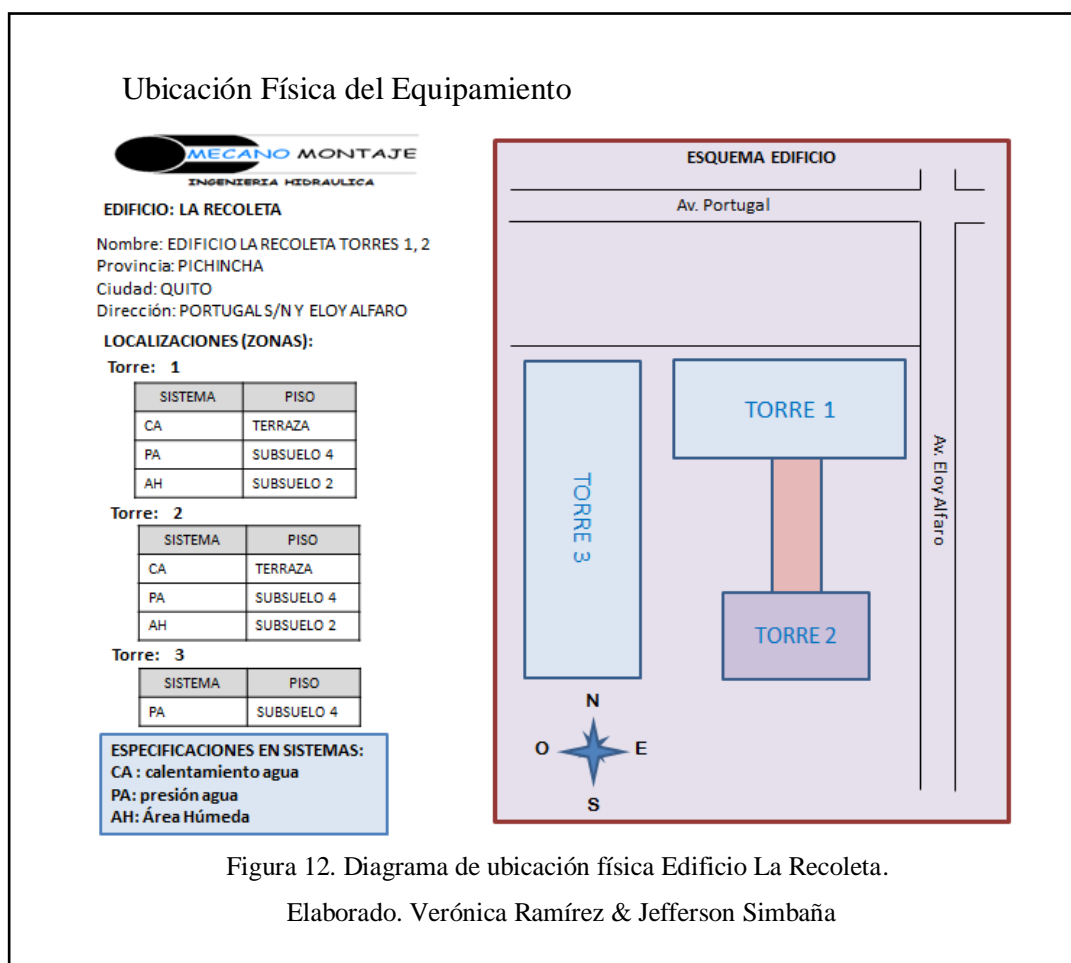 Ubicación Física del Equipamiento
MECANO MONTAJE
INGENIERIA HIDRAULICA
EDIFICIO: LA RECOLETA
Nombre: EDIFICIO LA RECOLETA TORRES 1, 2
Provincia: PICHINCHA
Ciudad: QUITO
Dirección: PORTUGAL S/N Y ELOY ALFARO
LOCALIZACIONES (ZONAS):
Torre: 1
SISTEMA PISO
CA TERRAZA
PA SUBSUELO 4
AH SUBSUELO 2
Torre: 2
SISTEMA PISO
CA TERRAZA
PA SUBSUELO 4
AH SUBSUELO 2
Torre: 3
SISTEMA PISO
PA SUBSUELO 4
ESPECIFICACIONES EN SISTEMAS:
CA : calentamiento agua
PA: presión agua
AH: Área Húmeda
ESQUEMA EDIFICIO
Av. Portugal
TORRE 1
TORRE 3
Av. Eloy Alfaro
TORRE 2
N
O E
S
Figura 12. Diagrama de ubicación física Edificio La Recoleta.
Elaborado. Verónica Ramírez & Jefferson Simbaña